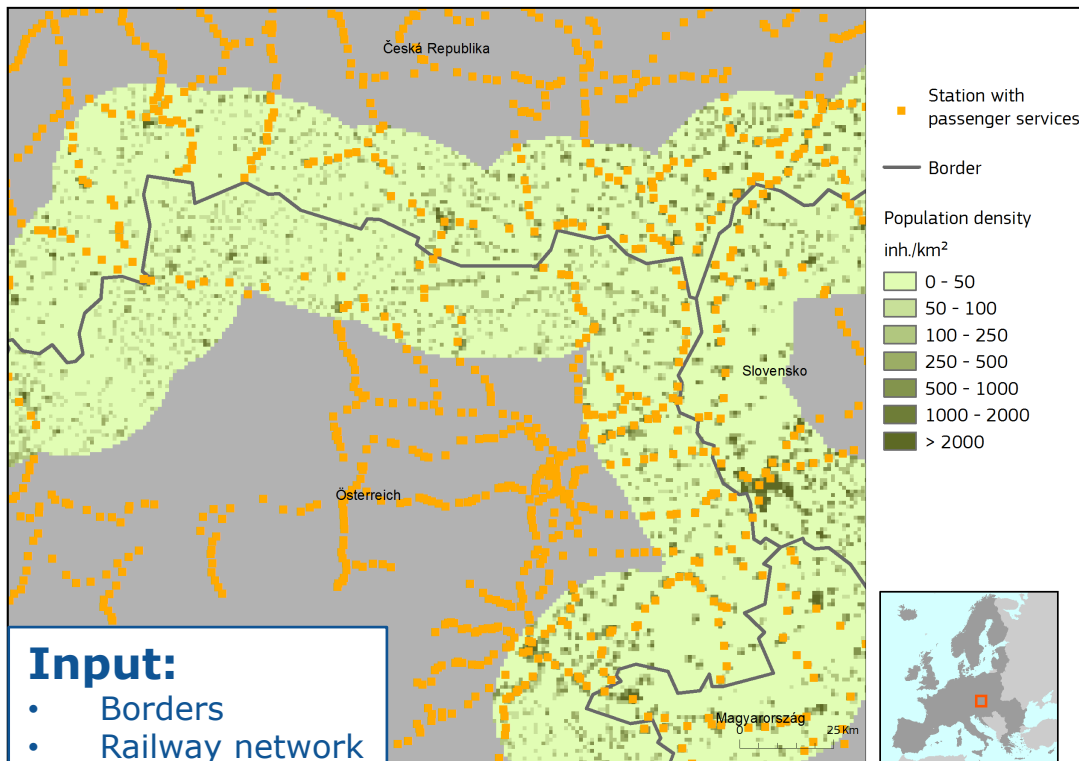 Česká Republika
Slovensko
Österreich
Magyarország
0 25 Km
Station with
passenger services
Border
Population density
inh./km²
0 - 50
50 - 100
100 - 250
250 - 500
500 - 1000
1000 - 2000
> 2000
Input:
• Borders
• Railway network